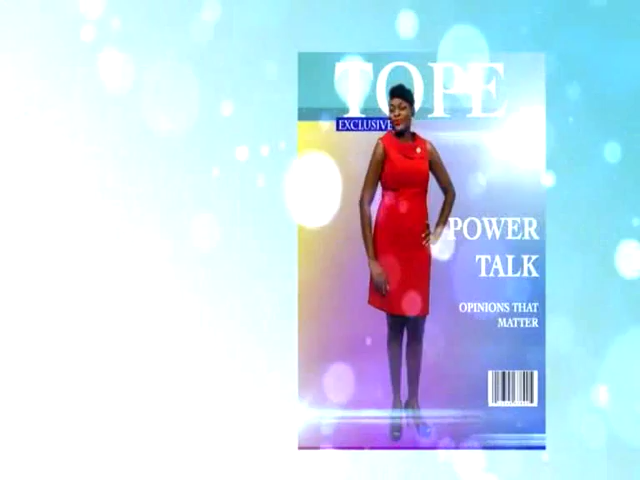 TOPE
EXCLUSIVE
POWER
TALK
OPINIONS THAT
MATTER